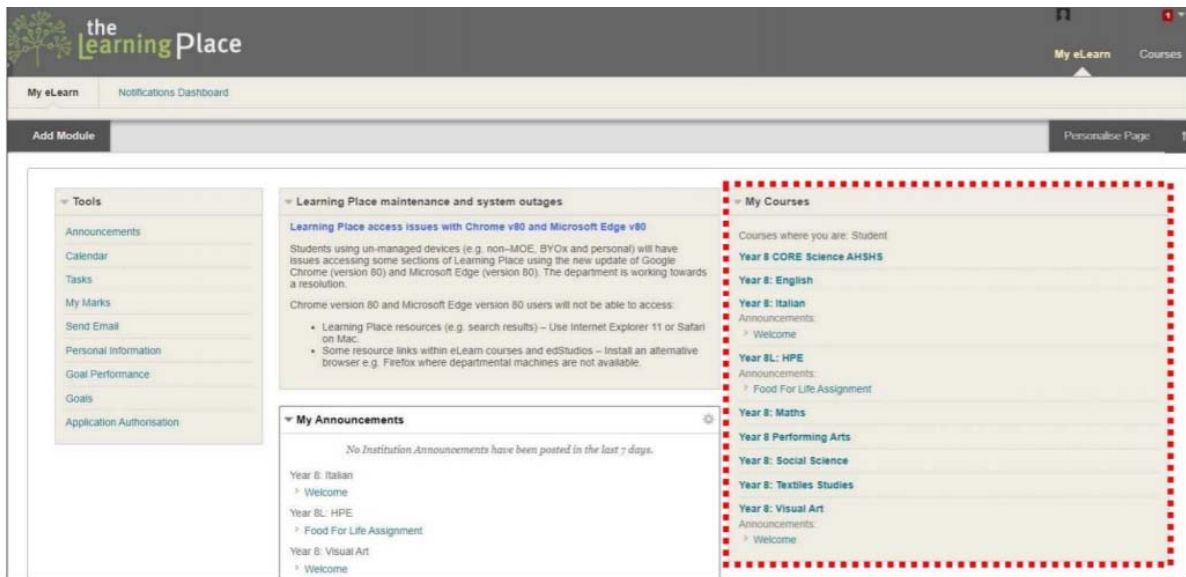 the
Learning Place
1
My eLearn
Courses
My eLearn
Notifications Dashboard
Add Module
Personalise Page
Tools
Announcements
Calendar
Tasks
My Marks
Send Email
Personal Information
Goal Performance
Goals
Application Authorisation
Learning Place maintenance and system outages
Learning Place access issues with Chrome v80 and Microsoft Edge v80
Students using un-managed devices (e.g. non–MOE, BYOx and personal) will have
issues accessing some sections of Learning Place using the new update of Google
Chrome (version 80) and Microsoft Edge (version 80). The department is working towards
a resolution.
Chrome version 80 and Microsoft Edge version 80 users will not be able to access:
• Learning Place resources (e.g. search results) – Use Internet Explorer 11 or Safari
on Mac.
• Some resource links within eLearn courses and edStudios – Install an alternative
browser e.g. Firefox where departmental machines are not available.
My Announcements
No Institution Announcements have been posted in the last 7 days.
Year 8: Italian
Welcome
Year 8L: HPE
Food For Life Assignment
Year 8: Visual Art
Welcome
My Courses
Courses where you are: Student
Year 8 CORE Science AHSHS
Year 8: English
Year 8: Italian
Announcements:
Welcome
Year 8L: HPE
Announcements:
Food For Life Assignment
Year 8: Maths
Year 8 Performing Arts
Year 8: Social Science
Year 8: Textiles Studies
Year 8: Visual Art
Announcements:
Welcome